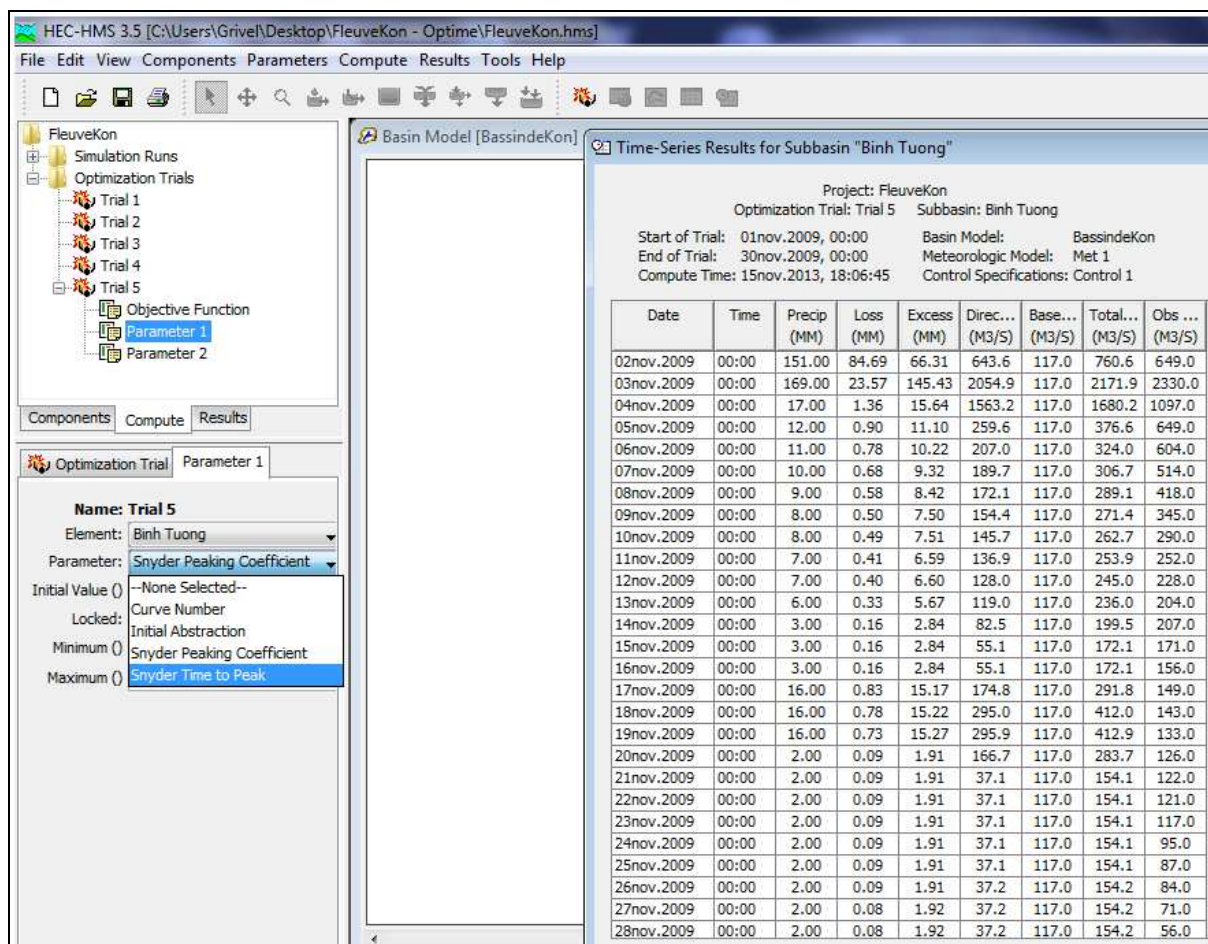 HEC-HMS 3.5 [C:\Users\Grivel\Desktop\FleuveKon - Optime\FleuveKon.hms]
File Edit View Components Parameters Compute Results Tools Help
FleuveKon
Simulation Runs
Optimization Trials
Trial 1
Trial 2
Trial 3
Trial 4
Trial 5
Objective Function
Parameter 1
Parameter 2
Components Compute Results
Optimization Trial Parameter 1
Name: Trial 5
Element: Binh Tuong
Parameter: Snyder Peaking Coefficient
Initial Value ()
Locked:
Minimum ()
Maximum ()
--None Selected--
Curve Number
Initial Abstraction
Snyder Peaking Coefficient
Snyder Time to Peak
Basin Model [BassindeKon]
Time-Series Results for Subbasin "Binh Tuong"
Project: FleuveKon
Optimization Trial: Trial 5 Subbasin: Binh Tuong
Start of Trial: 01nov.2009, 00:00 Basin Model: BassindeKon
End of Trial: 30nov.2009, 00:00 Meteorologic Model: Met 1
Compute Time: 15nov.2013, 18:06:45 Control Specifications: Control 1
Date Time Precip Loss Excess Direc... Base... Total... Obs ...
(MM) (MM) (MM) (M3/S) (M3/S) (M3/S) (M3/S)
02nov.2009 00:00 151.00 84.69 66.31 643.6 117.0 760.6 649.0
03nov.2009 00:00 169.00 23.57 145.43 2054.9 117.0 2171.9 2330.0
04nov.2009 00:00 17.00 1.36 15.64 1563.2 117.0 1680.2 1097.0
05nov.2009 00:00 12.00 0.90 11.10 259.6 117.0 376.6 649.0
06nov.2009 00:00 11.00 0.78 10.22 207.0 117.0 324.0 604.0
07nov.2009 00:00 10.00 0.68 9.32 189.7 117.0 306.7 514.0
08nov.2009 00:00 9.00 0.58 8.42 172.1 117.0 289.1 418.0
09nov.2009 00:00 8.00 0.50 7.50 154.4 117.0 271.4 345.0
10nov.2009 00:00 8.00 0.49 7.51 145.7 117.0 262.7 290.0
11nov.2009 00:00 7.00 0.41 6.59 136.9 117.0 253.9 252.0
12nov.2009 00:00 7.00 0.40 6.60 128.0 117.0 245.0 228.0
13nov.2009 00:00 6.00 0.33 5.67 119.0 117.0 236.0 204.0
14nov.2009 00:00 3.00 0.16 2.84 82.5 117.0 199.5 207.0
15nov.2009 00:00 3.00 0.16 2.84 55.1 117.0 172.1 171.0
16nov.2009 00:00 3.00 0.16 2.84 55.1 117.0 172.1 156.0
17nov.2009 00:00 16.00 0.83 15.17 174.8 117.0 291.8 149.0
18nov.2009 00:00 16.00 0.78 15.22 295.0 117.0 412.0 143.0
19nov.2009 00:00 16.00 0.73 15.27 295.9 117.0 412.9 133.0
20nov.2009 00:00 2.00 0.09 1.91 166.7 117.0 283.7 126.0
21nov.2009 00:00 2.00 0.09 1.91 37.1 117.0 154.1 122.0
22nov.2009 00:00 2.00 0.09 1.91 37.1 117.0 154.1 121.0
23nov.2009 00:00 2.00 0.09 1.91 37.1 117.0 154.1 117.0
24nov.2009 00:00 2.00 0.09 1.91 37.1 117.0 154.1 95.0
25nov.2009 00:00 2.00 0.09 1.91 37.1 117.0 154.1 87.0
26nov.2009 00:00 2.00 0.09 1.91 37.2 117.0 154.2 84.0
27nov.2009 00:00 2.00 0.08 1.92 37.2 117.0 154.2 71.0
28nov.2009 00:00 2.00 0.08 1.92 37.2 117.0 154.2 56.0